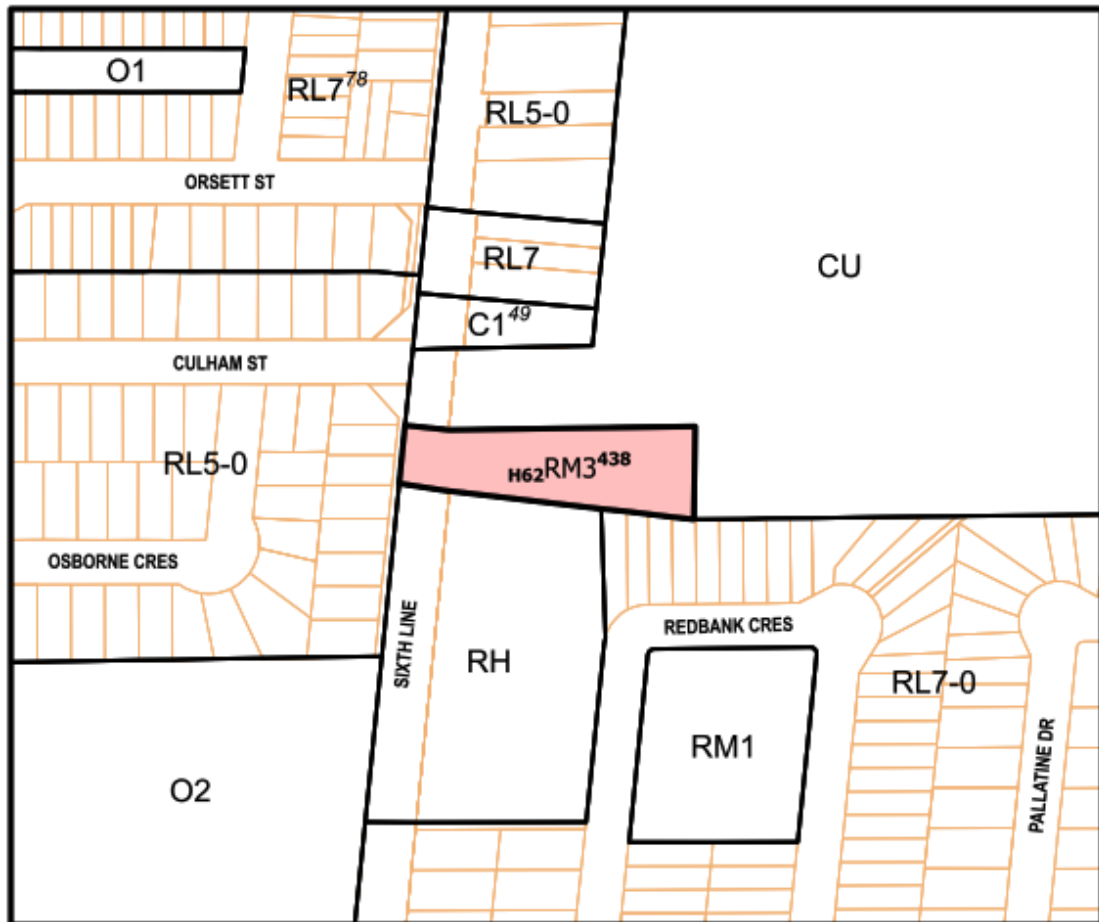 O1
RL7⁷⁸
RL5-0
ORSETT ST
RL7
CU
C1⁴⁹
CULHAM ST
RL5-0
H62RM3⁴³⁸
OSBORNE CRES
SIXTH LINE
REDBANK CRES
RH
RL7-0
RM1
O2
PALLATINE DR